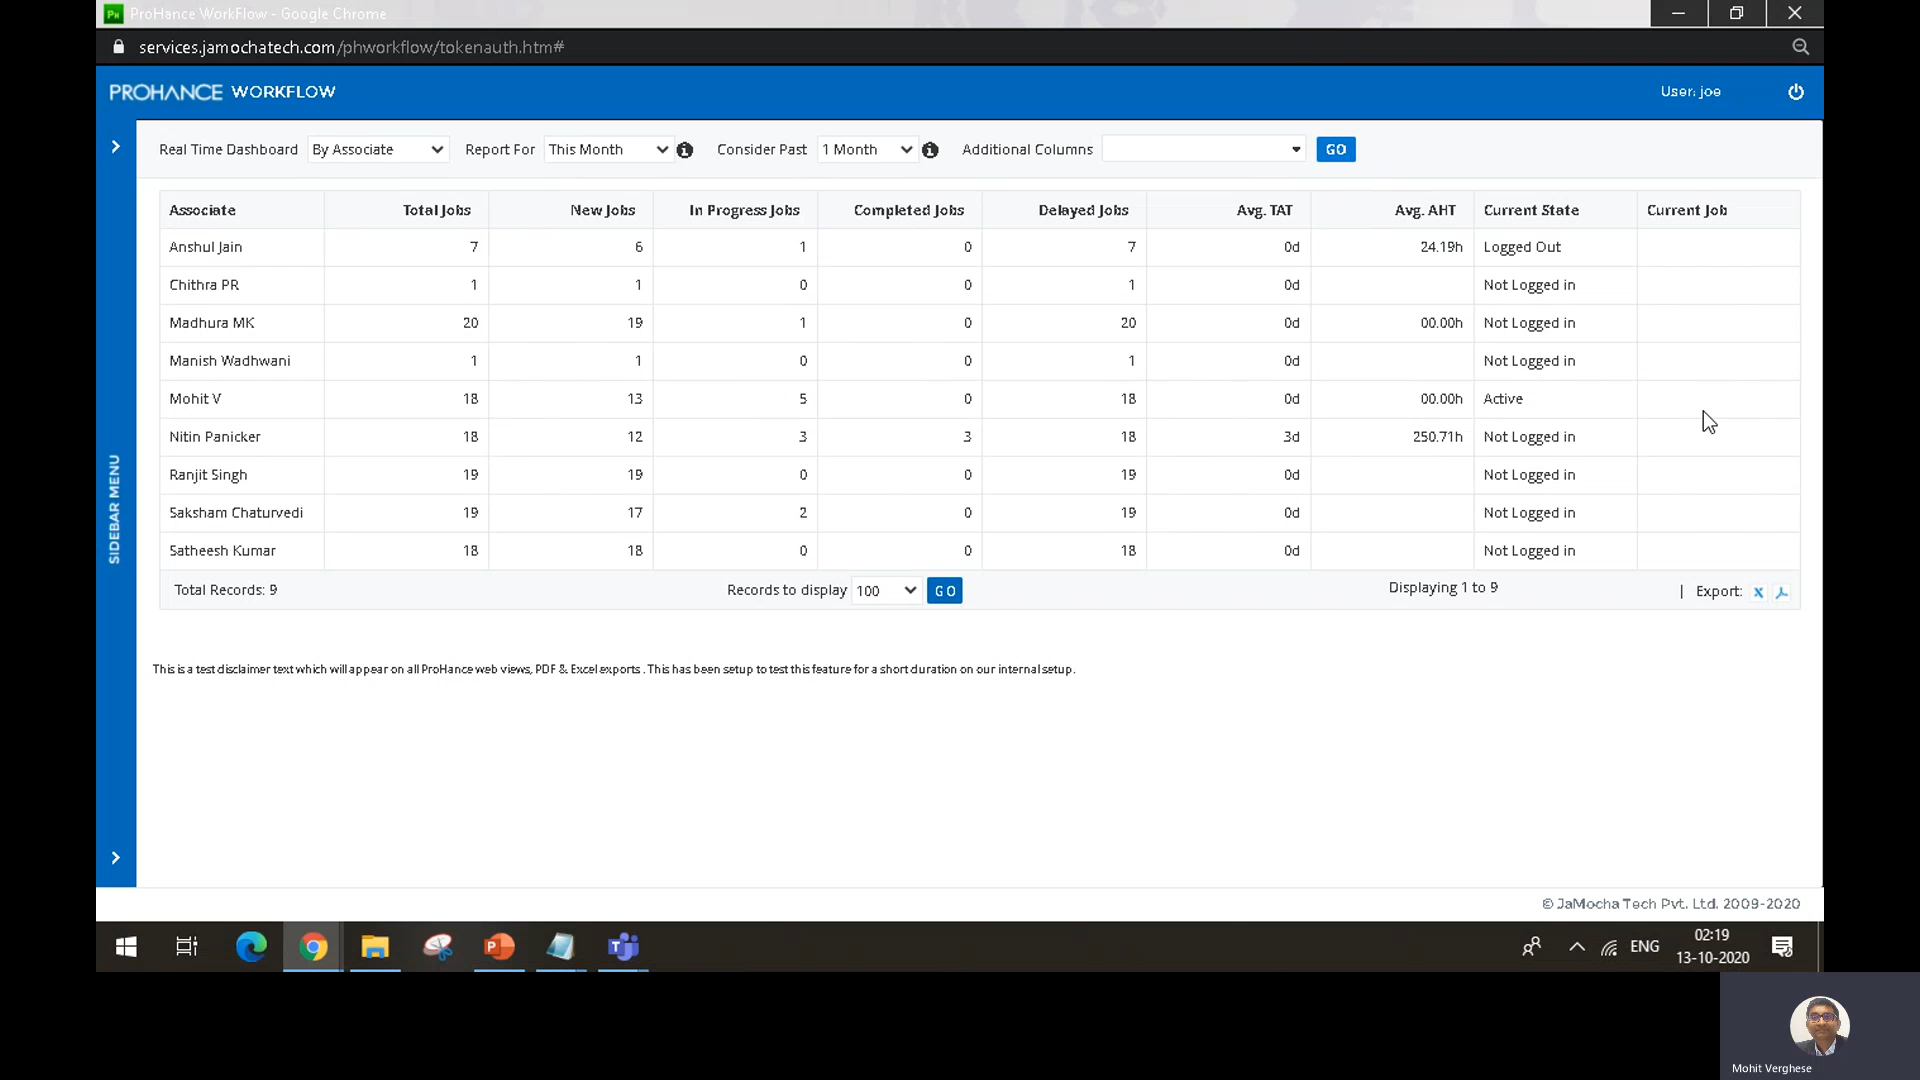 ProHance WorkFlow - Google Chrome
services.jamochatech.com/phworkflow/tokenauth.htm#
PROHANCE WORKFLOW User: joe
Real Time Dashboard By Associate Report For This Month Consider Past 1 Month Additional Columns GO
Associate Total Jobs New Jobs In Progress Jobs Completed Jobs Delayed Jobs Avg. TAT Avg. AHT Current State Current Job
Anshul Jain 7 6 1 0 7 0d 24.19h Logged Out
Chithra PR 1 1 0 0 1 0d Not Logged in
Madhura MK 20 19 1 0 20 0d 00.00h Not Logged in
Manish Wadhwani 1 1 0 0 1 0d Not Logged in
Mohit V 18 13 5 0 18 0d 00.00h Active
Nitin Panicker 18 12 3 3 18 3d 250.71h Not Logged in
Ranjit Singh 19 19 0 0 19 0d Not Logged in
Saksham Chaturvedi 19 17 2 0 19 0d Not Logged in
Satheesh Kumar 18 18 0 0 18 0d Not Logged in
Total Records: 9 Records to display 100 GO Displaying 1 to 9 | Export:
SIDEBAR MENU
This is a test disclaimer text which will appear on all ProHance web views, PDF & Excel exports . This has been setup to test this feature for a short duration on our internal setup.
© JaMocha Tech Pvt. Ltd. 2009-2020
ENG 02:19
13-10-2020
Mohit Verghese